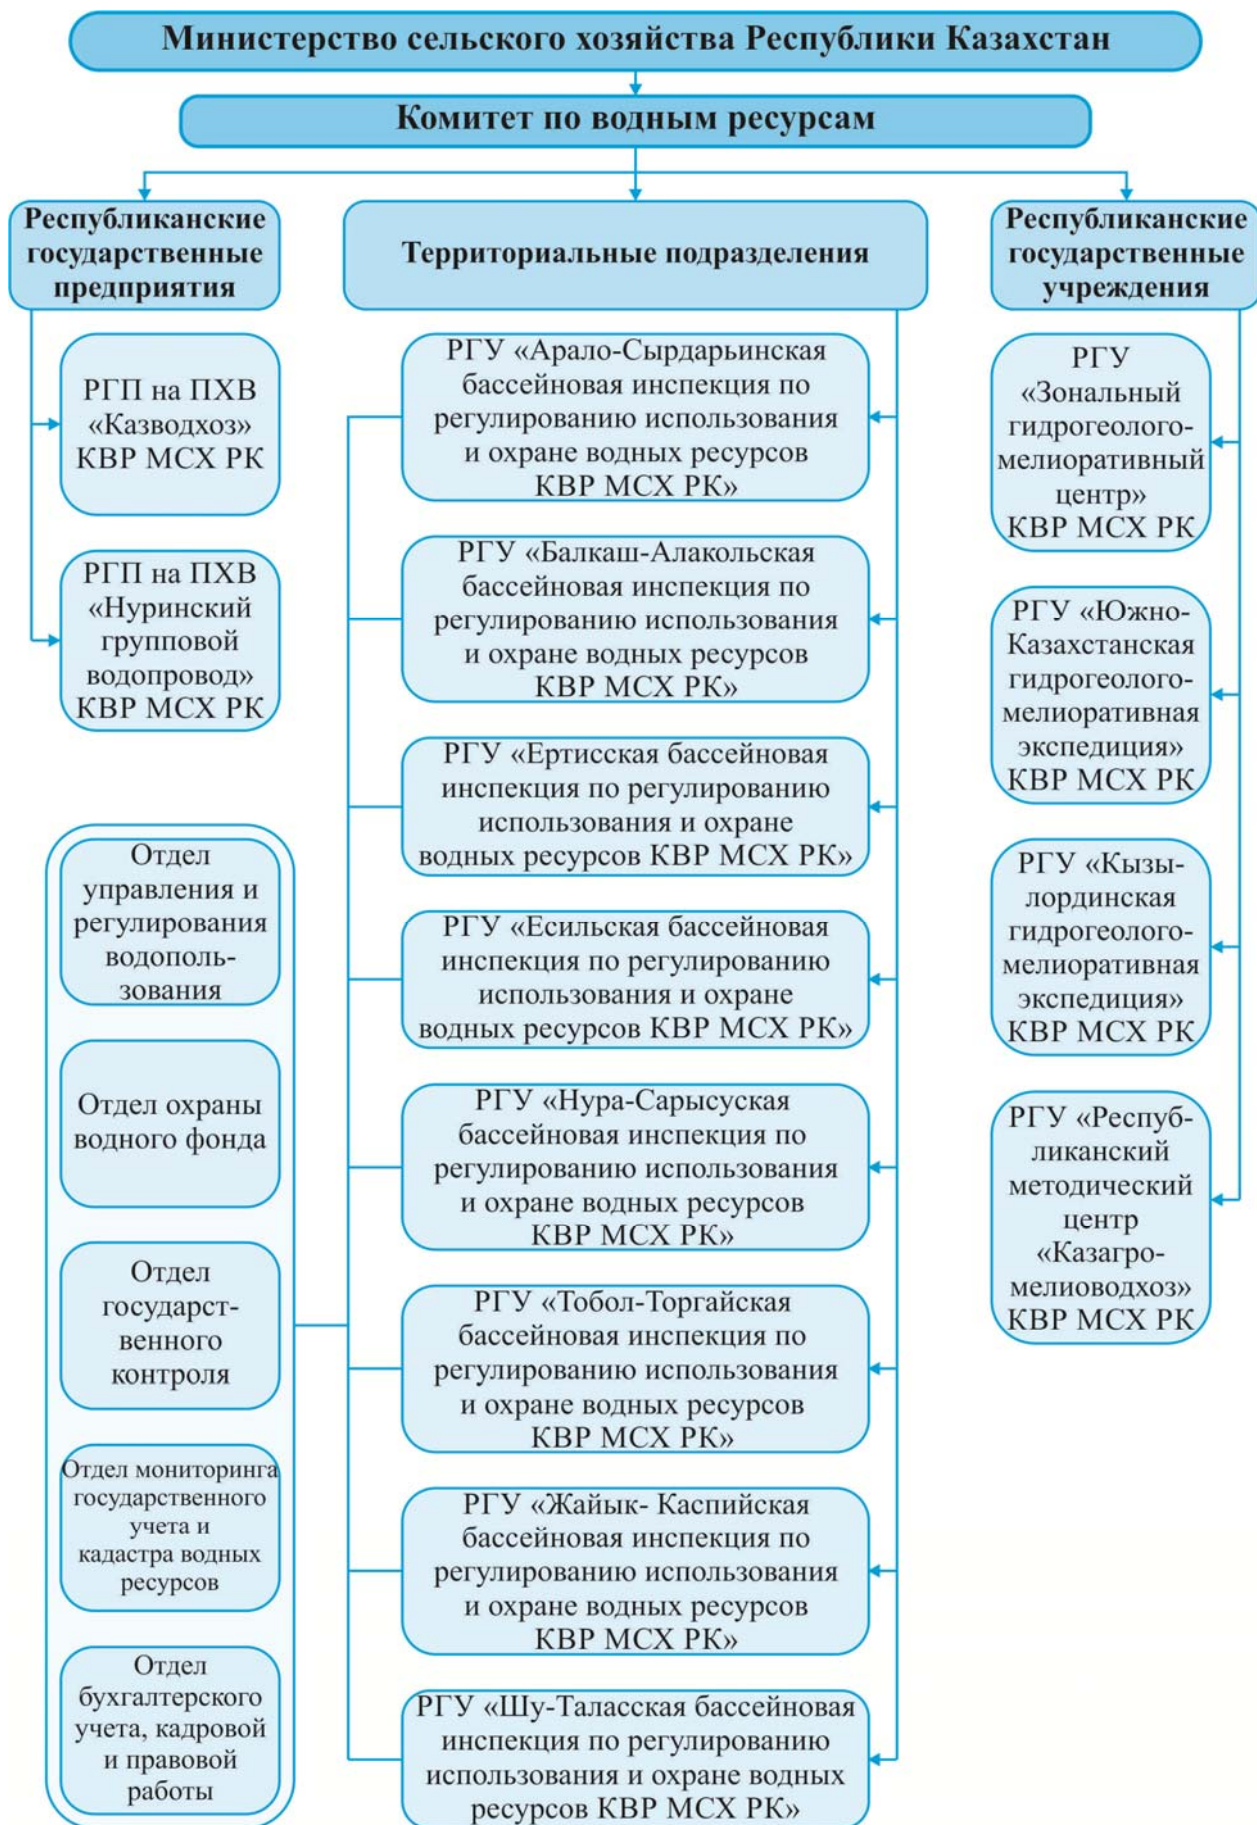 Министерство сельского хозяйства Республики Казахстан
Комитет по водным ресурсам
Республиканские
государственные
предприятия
РГП на ПХВ
«Казводхоз»
КВР МСХ РК
РГП на ПХВ
«Нуринский
групповой
водопровод»
КВР МСХ РК
Отдел
управления и
регулирования
водополь-
зования
Отдел охраны
водного фонда
Отдел
государст-
венного
контроля
Отдел мониторинга
государственного
учета и
кадастра водных
ресурсов
Отдел
бухгалтерского
учета, кадровой
и правовой
работы
Территориальные подразделения
РГУ «Арало-Сырдарьинская
бассейновая инспекция по
регулированию использования
и охране водных ресурсов
КВР МСХ РК»
РГУ «Балкаш-Алакольская
бассейновая инспекция по
регулированию использования
и охране водных ресурсов
КВР МСХ РК»
РГУ «Ертисская бассейновая
инспекция по регулированию
использования и охране
водных ресурсов КВР МСХ РК»
РГУ «Есильская бассейновая
инспекция по регулированию
использования и охране
водных ресурсов КВР МСХ РК»
РГУ «Нура-Сарысуская
бассейновая инспекция по
регулированию использования
и охране водных ресурсов
КВР МСХ РК»
РГУ «Тобол-Торгайская
бассейновая инспекция по
регулированию использования
и охране водных ресурсов
КВР МСХ РК»
РГУ «Жайык- Каспийская
бассейновая инспекция по
регулированию использования
и охране водных ресурсов
КВР МСХ РК»
РГУ «Шу-Таласская бассейновая
инспекция по регулированию
использования и охране водных
ресурсов КВР МСХ РК»
Республиканские
государственные
учреждения
РГУ
«Зональный
гидрогеолого-
мелиоративный
центр»
КВР МСХ РК
РГУ «Южно-
Казахстанская
гидрогеолого-
мелиоративная
экспедиция»
КВР МСХ РК
РГУ «Кызы-
лординская
гидрогеолого-
мелиоративная
экспедиция»
КВР МСХ РК
РГУ «Респуб-
ликанский
методический
центр
«Казагро-
мелиоводхоз»
КВР МСХ РК